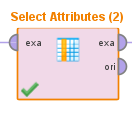 Select Attributes (2)
exa exa
ori